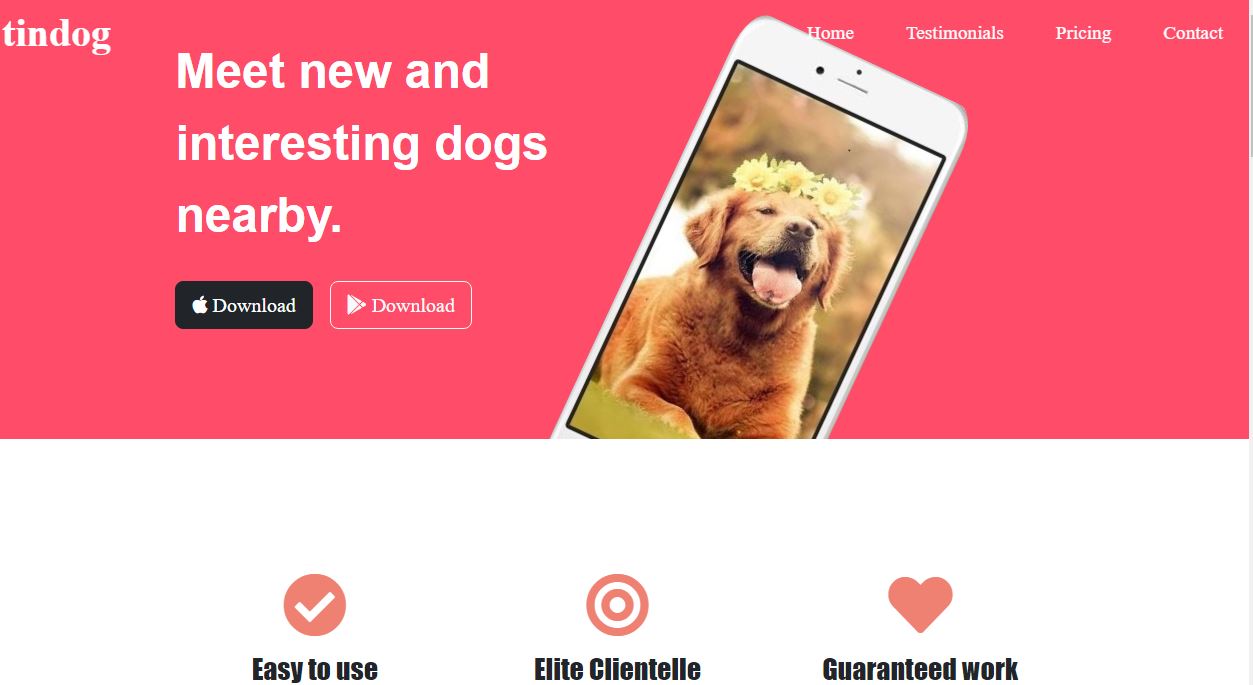 tindog
Home
Testimonials
Pricing
Contact
Meet new and
interesting dogs
nearby.
Download
Download
Easy to use
Elite Clientelle
Guaranteed work